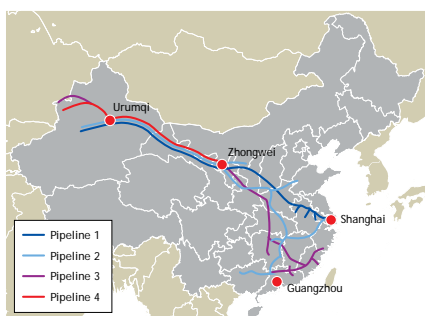 Urumqi
Zhongwei
Shanghai
Guangzhou
Pipeline 1
Pipeline 2
Pipeline 3
Pipeline 4